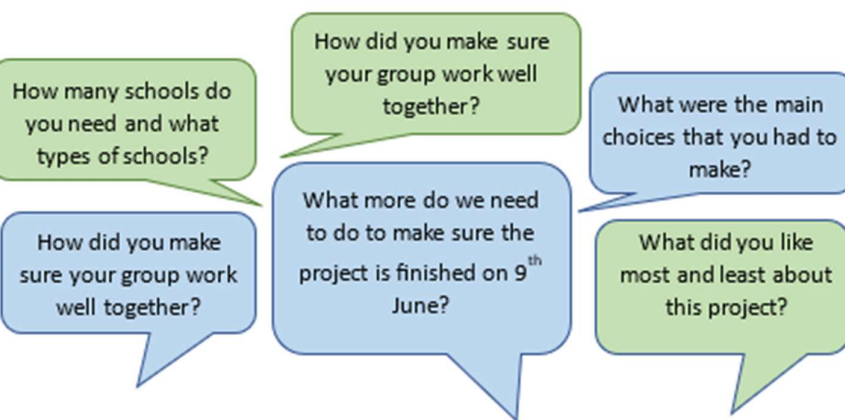 How many schools do
you need and what
types of schools?
How did you make sure
your group work well
together?
What were the main
choices that you had to
make?
How did you make
sure your group work
well together?
What more do we need
to do to make sure the
project is finished on 9th
June?
What did you like
most and least about
this project?